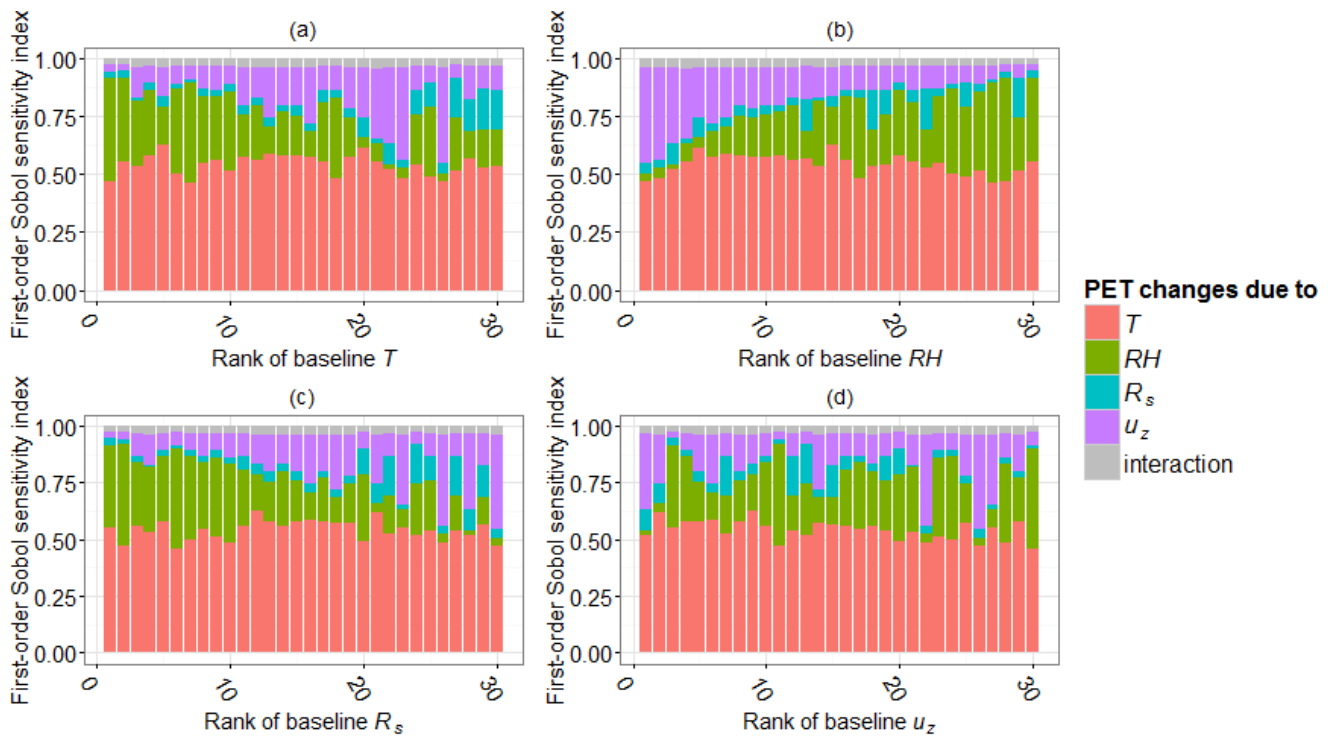 (a)
First-order Sobol sensitivity index
1.00
0.75
0.50
0.25
0.00
0
10
20
30
Rank of baseline T
(b)
First-order Sobol sensitivity index
1.00
0.75
0.50
0.25
0.00
0
10
20
30
Rank of baseline RH
(c)
First-order Sobol sensitivity index
1.00
0.75
0.50
0.25
0.00
0
10
20
30
Rank of baseline R_s
(d)
First-order Sobol sensitivity index
1.00
0.75
0.50
0.25
0.00
0
10
20
30
Rank of baseline u_z
PET changes due to
T
RH
R_s
u_z
interaction